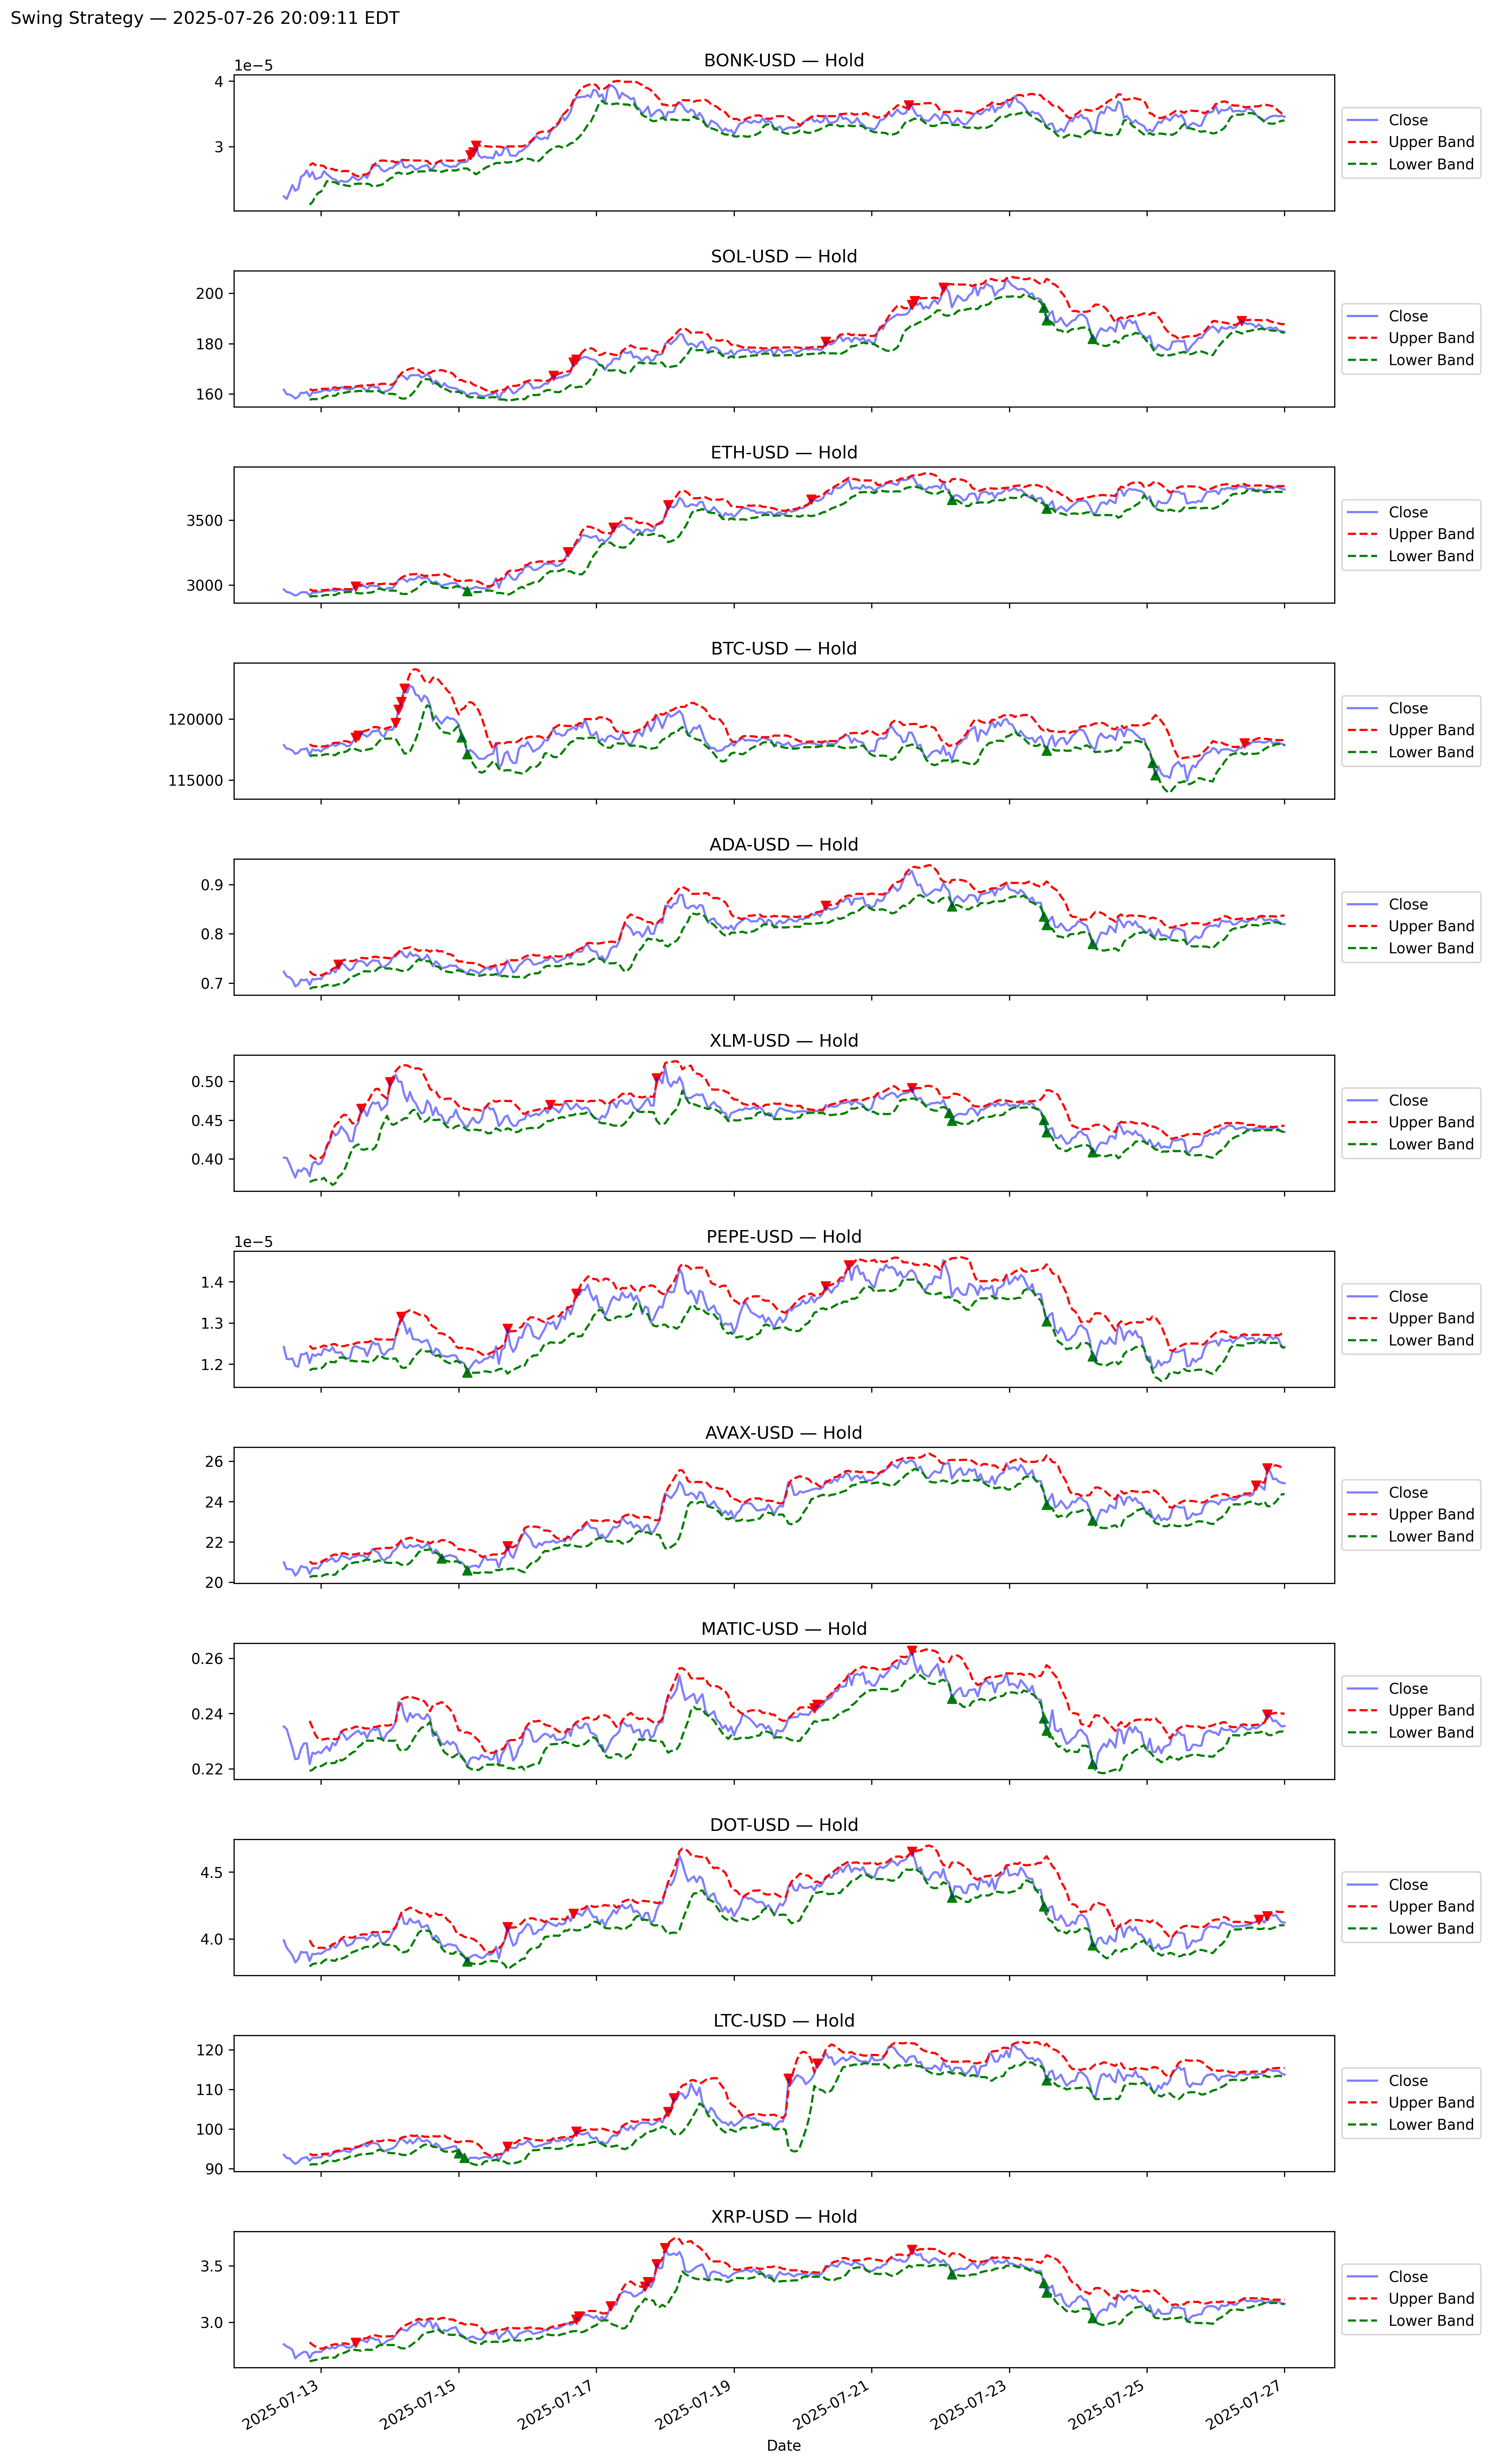 Swing Strategy — 2025-07-26 20:09:11 EDT
BONK-USD — Hold
1e−5
4
3
Close
Upper Band
Lower Band
SOL-USD — Hold
200
180
160
Close
Upper Band
Lower Band
ETH-USD — Hold
3500
3000
Close
Upper Band
Lower Band
BTC-USD — Hold
120000
115000
Close
Upper Band
Lower Band
ADA-USD — Hold
0.9
0.8
0.7
Close
Upper Band
Lower Band
XLM-USD — Hold
0.50
0.45
0.40
Close
Upper Band
Lower Band
PEPE-USD — Hold
1e−5
1.4
1.3
1.2
Close
Upper Band
Lower Band
AVAX-USD — Hold
26
24
22
20
Close
Upper Band
Lower Band
MATIC-USD — Hold
0.26
0.24
0.22
Close
Upper Band
Lower Band
DOT-USD — Hold
4.5
4.0
Close
Upper Band
Lower Band
LTC-USD — Hold
120
110
100
90
Close
Upper Band
Lower Band
XRP-USD — Hold
3.5
3.0
Close
Upper Band
Lower Band
2025-07-13
2025-07-15
2025-07-17
2025-07-19
2025-07-21
2025-07-23
2025-07-25
2025-07-27
Date